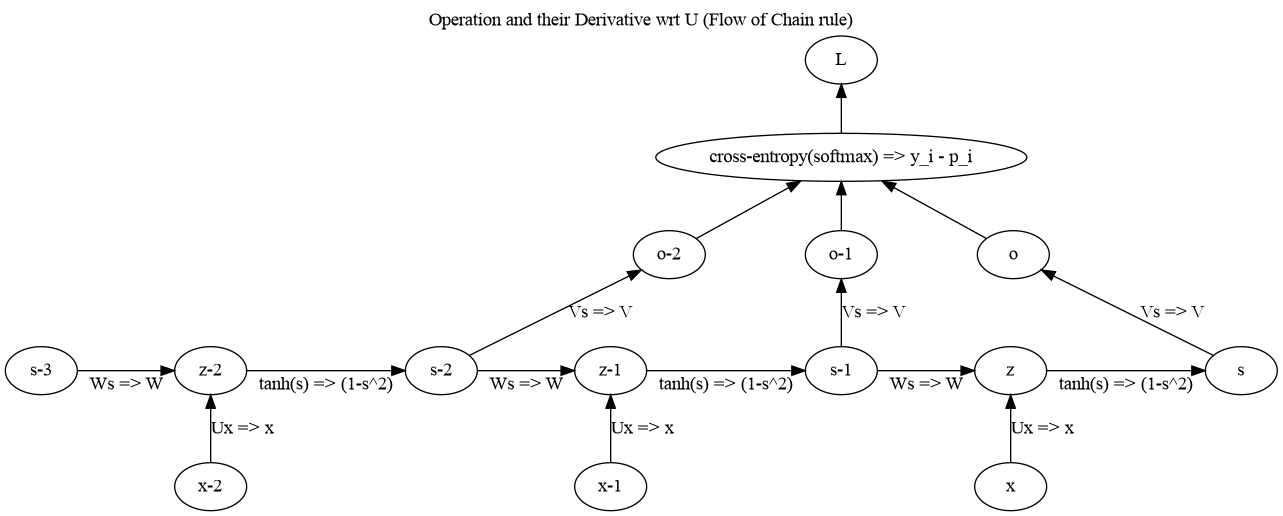 Operation and their Derivative wrt U (Flow of Chain rule)
L
cross-entropy(softmax) => y_i - p_i
o-2
o-1
o
Vs => V
Vs => V
Vs => V
s-3
Ws => W
z-2
tanh(s) => (1-s^2)
s-2
Ws => W
z-1
tanh(s) => (1-s^2)
s-1
Ws => W
z
tanh(s) => (1-s^2)
s
Ux => x
Ux => x
Ux => x
x-2
x-1
x